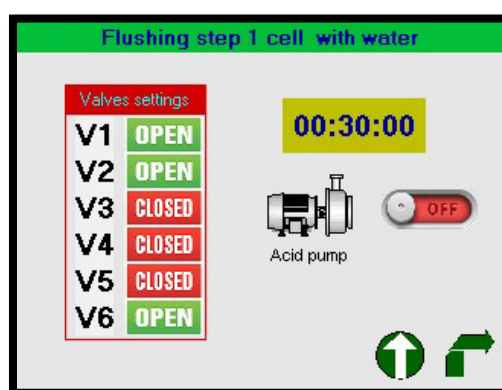 Flushing step 1 cell with water
Valves settings
V1 OPEN
V2 OPEN
V3 CLOSED
V4 CLOSED
V5 CLOSED
V6 OPEN
00:30:00
OFF
Acid pump